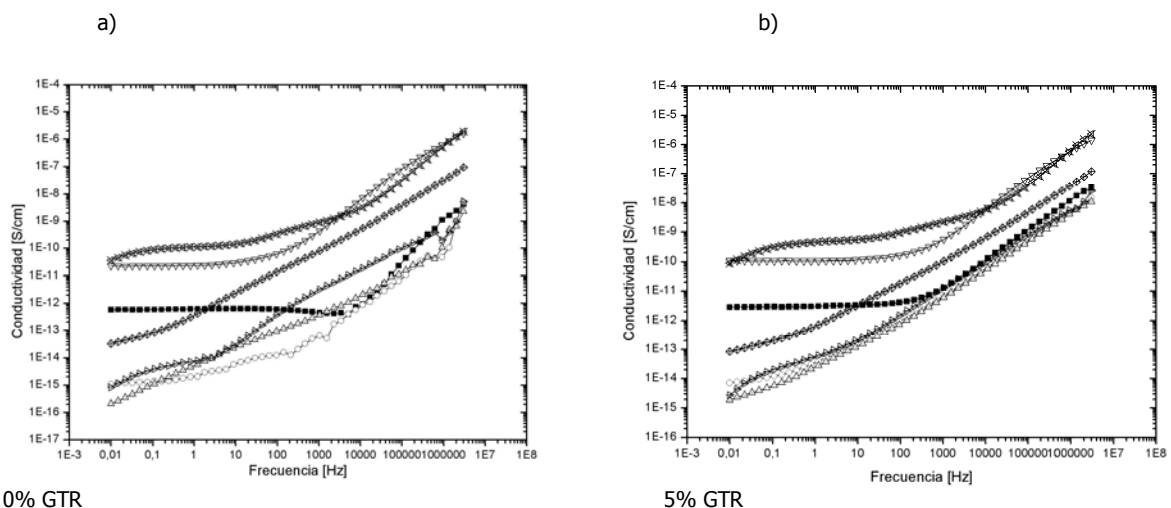 a)
b)
1E-4
1E-5
1E-6
1E-7
1E-8
1E-9
1E-10
1E-11
1E-12
1E-13
1E-14
1E-15
1E-16
1E-17
Conductividad [S/cm]
1E-3 0,01 0,1 1 10 100 1000 10000 1000001000000 1E7 1E8
Frecuencia [Hz]
0% GTR
1E-4
1E-5
1E-6
1E-7
1E-8
1E-9
1E-10
1E-11
1E-12
1E-13
1E-14
1E-15
1E-16
Conductividad [S/cm]
1E-3 0,01 0,1 1 10 100 1000 10000 1000001000000 1E7 1E8
Frecuencia [Hz]
5% GTR